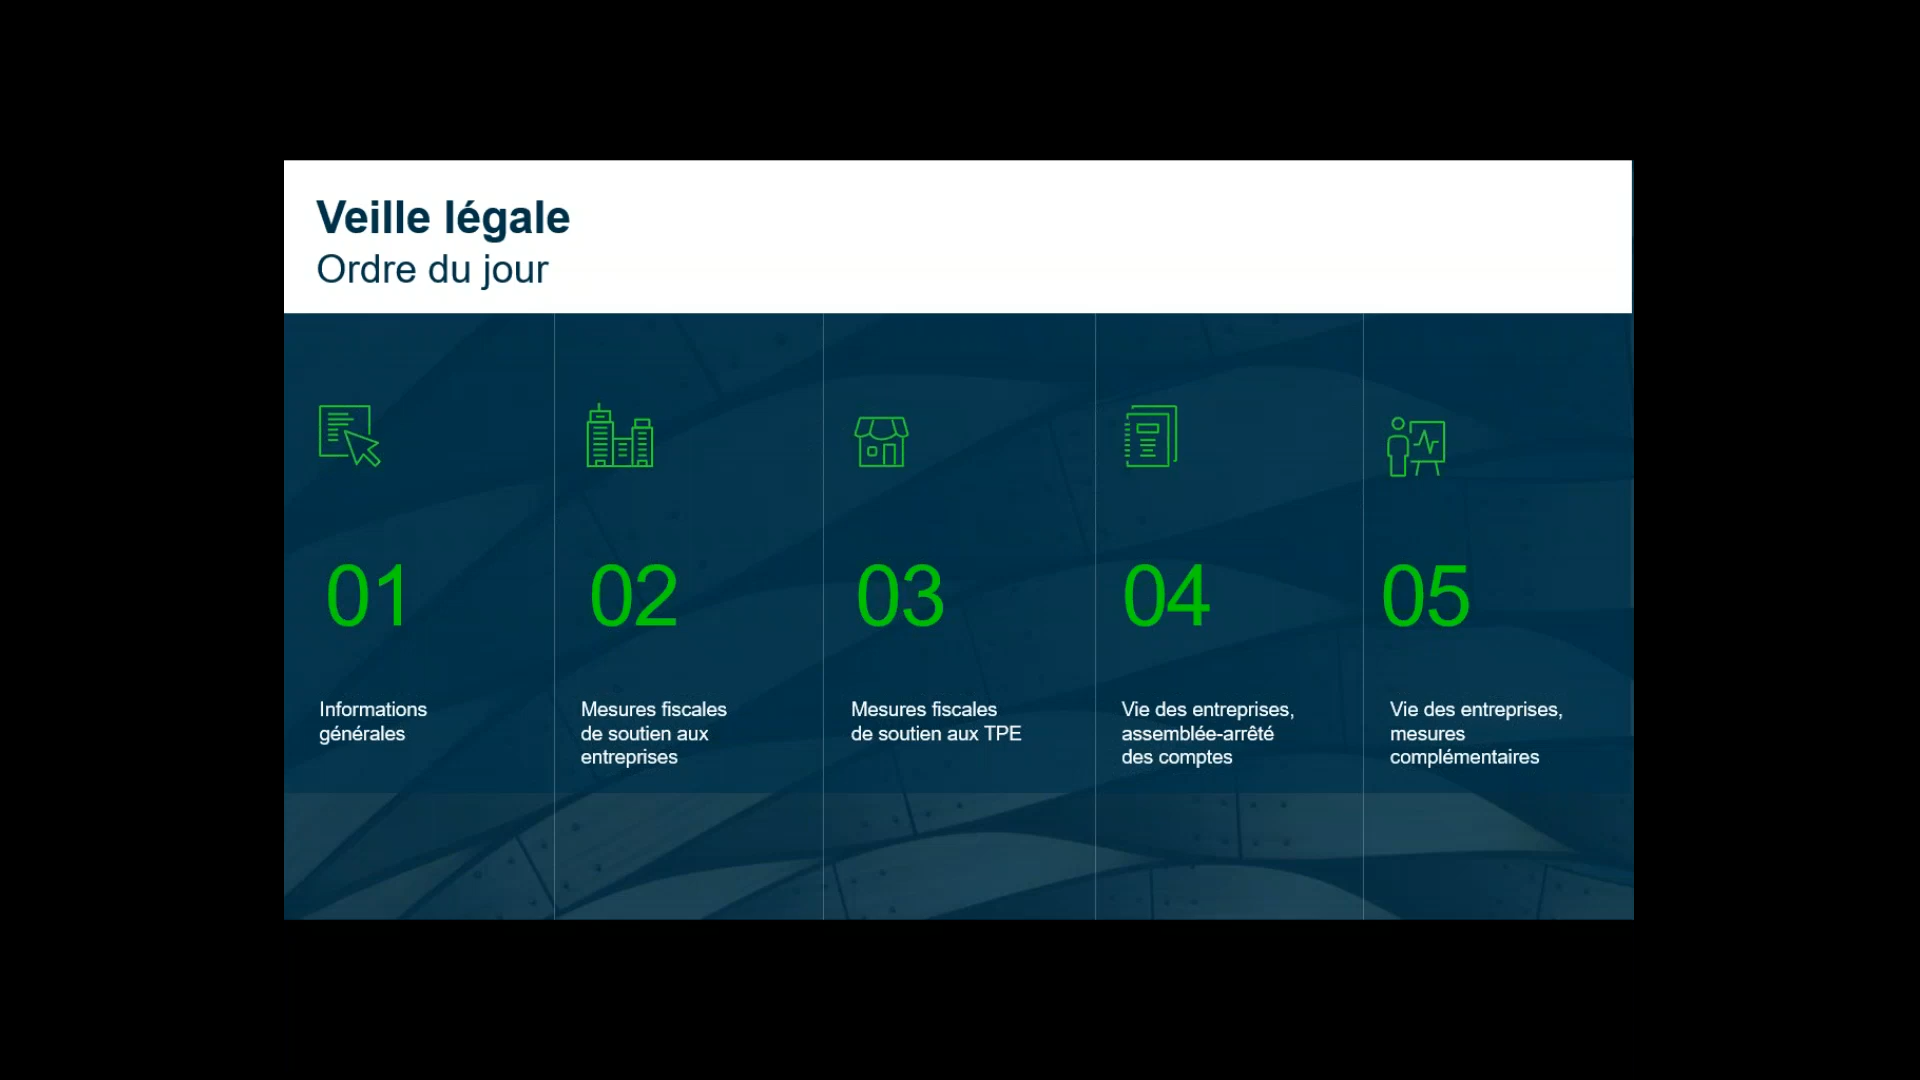 Veille légale
Ordre du jour
01
Informations
générales
02
Mesures fiscales
de soutien aux
entreprises
03
Mesures fiscales
de soutien aux TPE
04
Vie des entreprises,
assemblée-arrêté
des comptes
05
Vie des entreprises,
mesures
complémentaires